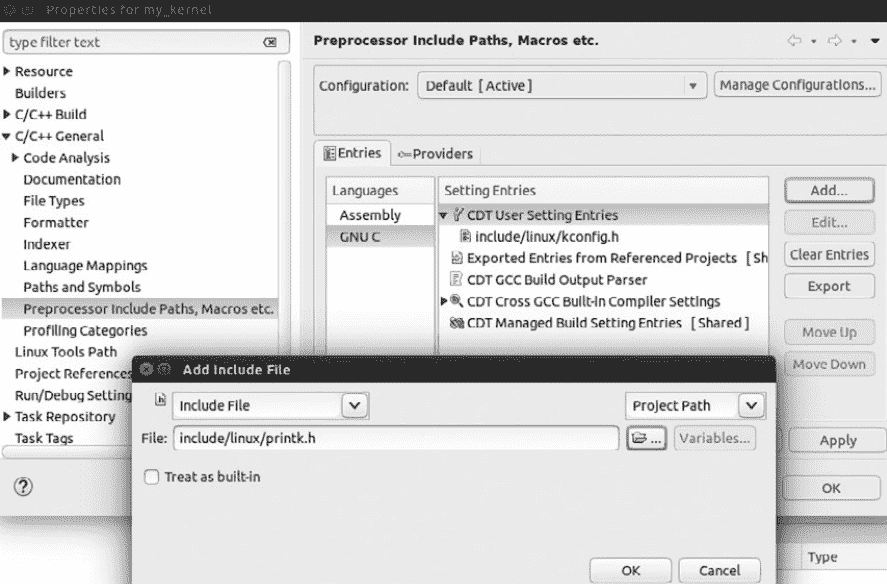 Properties for my_kernel
type filter text
Preprocessor Include Paths, Macros etc.
Resource
Builders
C/C++ Build
C/C++ General
Code Analysis
Documentation
File Types
Formatter
Indexer
Language Mappings
Paths and Symbols
Preprocessor Include Paths, Macros etc.
Profiling Categories
Linux Tools Path
Project References
Run/Debug Setting
Task Repository
Task Tags
Configuration: Default [Active] Manage Configurations...
Entries Providers
Languages
Assembly
GNU C
Setting Entries
CDT User Setting Entries
include/linux/kconfig.h
Exported Entries from Referenced Projects [Sh
CDT GCC Build Output Parser
CDT Cross GCC Built-in Compiler Settings
CDT Managed Build Setting Entries [Shared]
Add...
Edit...
Clear Entries
Export
Move Up
Move Down
Apply
OK
Add Include File
Include File Project Path
File: include/linux/printk.h ... Variables...
Treat as built-in
OK Cancel
Type